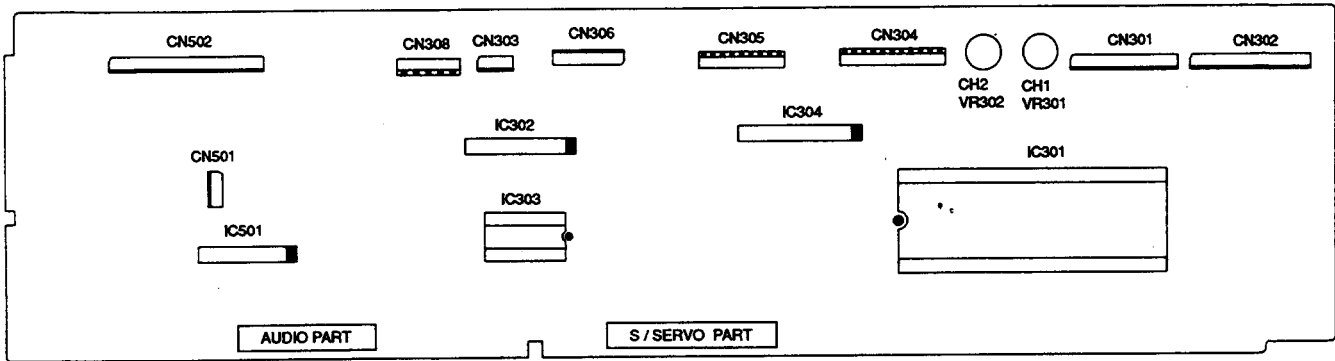 CN502
CN308
CN303
CN306
CN305
CN304
CH2
VR302
CH1
VR301
CN301
CN302
IC302
IC304
CN501
IC303
IC301
IC501
AUDIO PART
S / SERVO PART